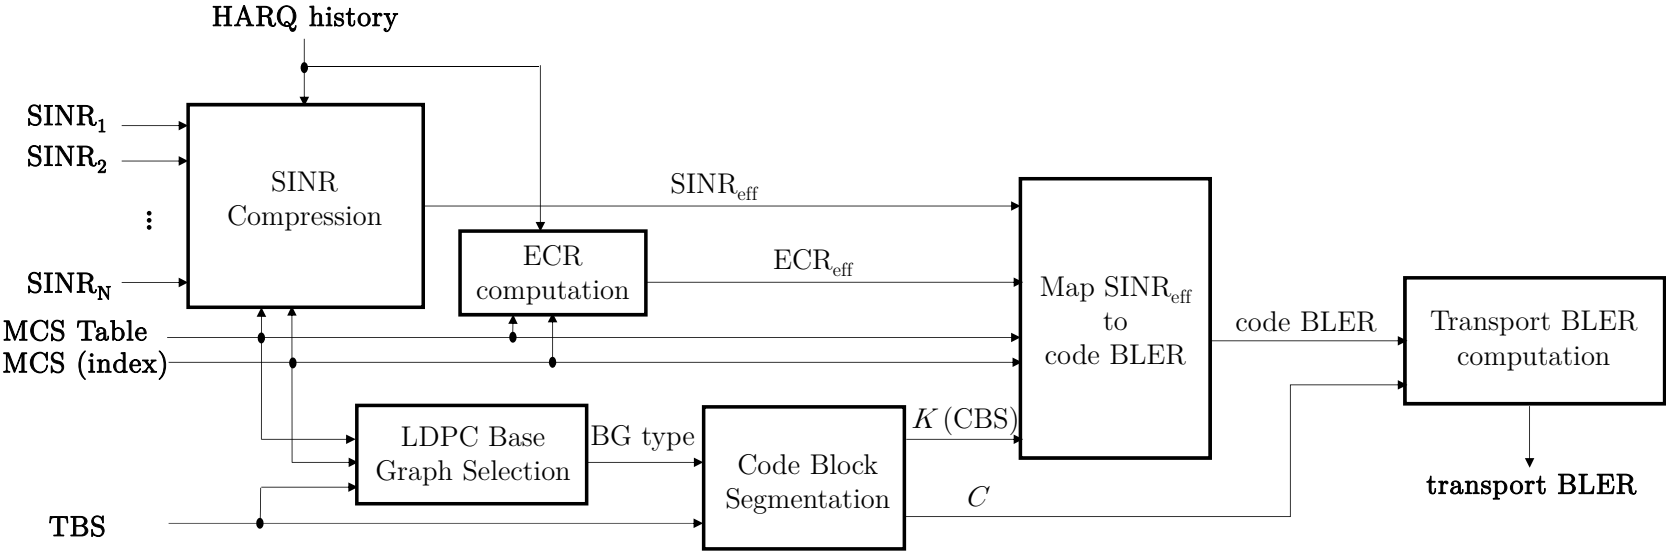 HARQ history
SINR1
SINR2
⋮
SINRN
SINR
Compression
SINReff
ECR
computation
ECReff
MCS Table
MCS (index)
Map SINReff
to
code BLER
code BLER
Transport BLER
computation
LDPC Base
Graph Selection
BG type
Code Block
Segmentation
K (CBS)
C
TBS
transport BLER